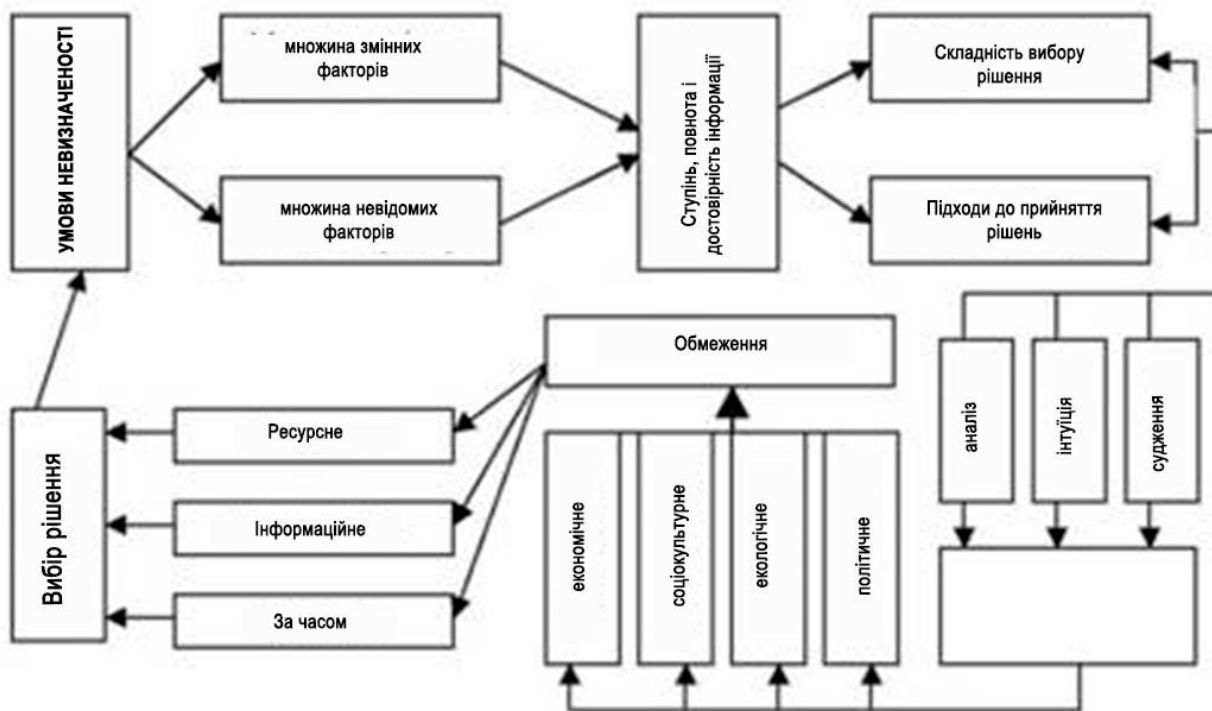 УМОВИ НЕВИЗНАЧЕНОСТІ
множина змінних
факторів
множина невідомих
факторів
Ступінь, повнота і
достовірність інформації
Складність вибору
рішення
Підходи до прийняття
рішень
Обмеження
Вибір рішення
Ресурсне
Інформаційне
За часом
економічне
соціокультурне
екологічне
політичне
аналіз
інтуїція
судження